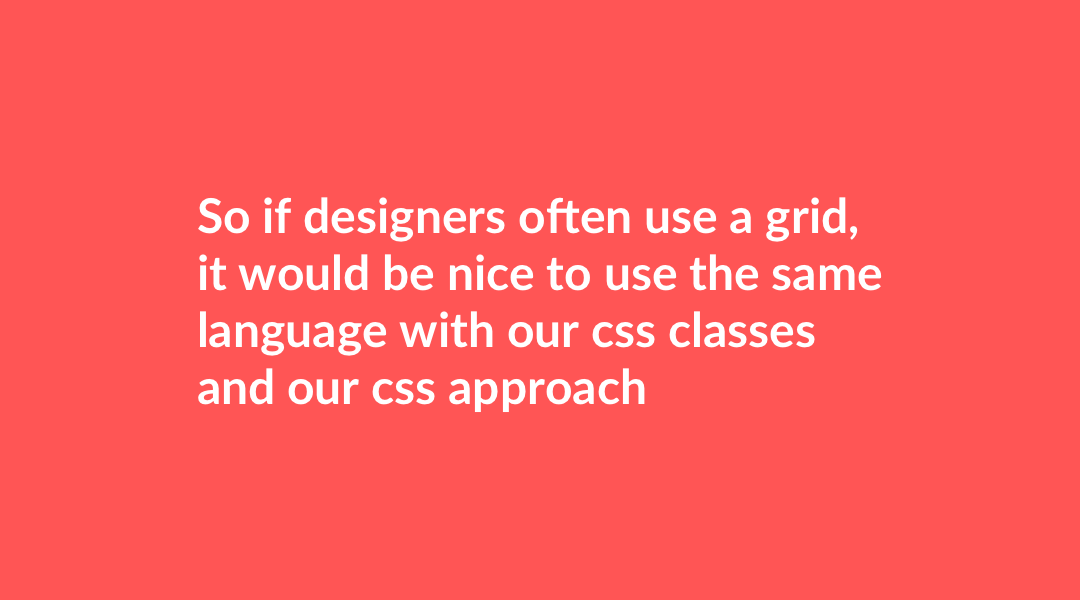 So if designers often use a grid,
it would be nice to use the same
language with our css classes
and our css approach